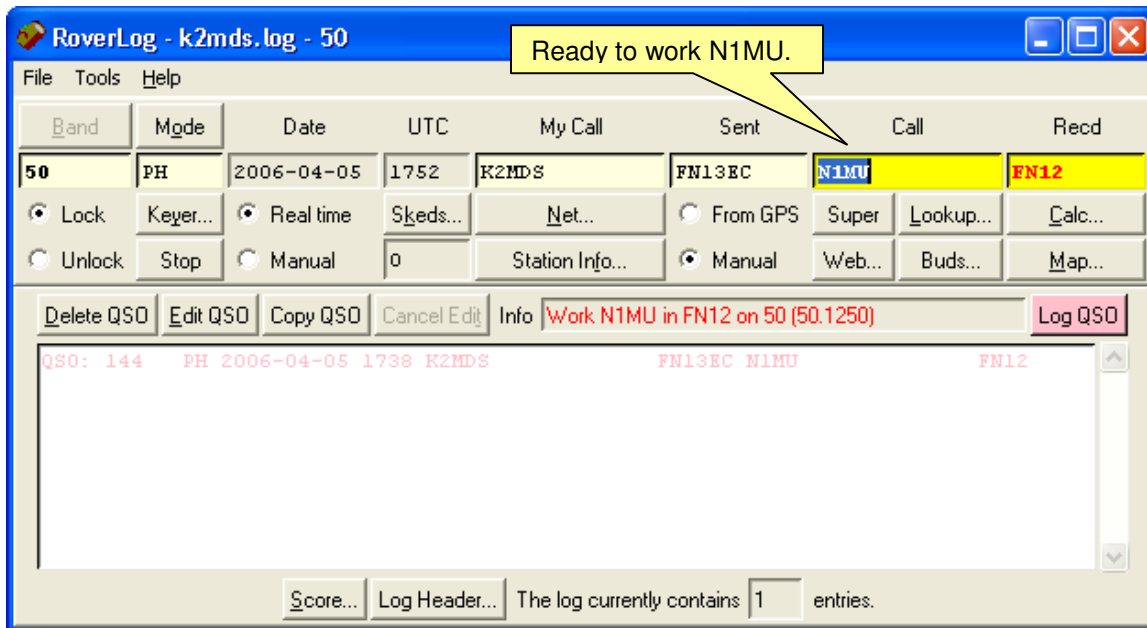 RoverLog - k2mds.log - 50
Ready to work N1MU.
File Tools Help
Band Mode Date UTC My Call Sent Call Recd
50 PH 2006-04-05 1752 K2MDS FN13EC N1MU FN12
Lock Keyer... Real time Skeds... Net... From GPS Super Lookup... Calc...
Unlock Stop Manual 0 Station Info... Manual Web... Buds... Map...
Delete QSO Edit QSO Copy QSO Cancel Edit Info Work N1MU in FN12 on 50 (50.1250) Log QSO
QSO: 144 PH 2006-04-05 1738 K2MDS FN13EC N1MU FN12
Score... Log Header... The log currently contains 1 entries.